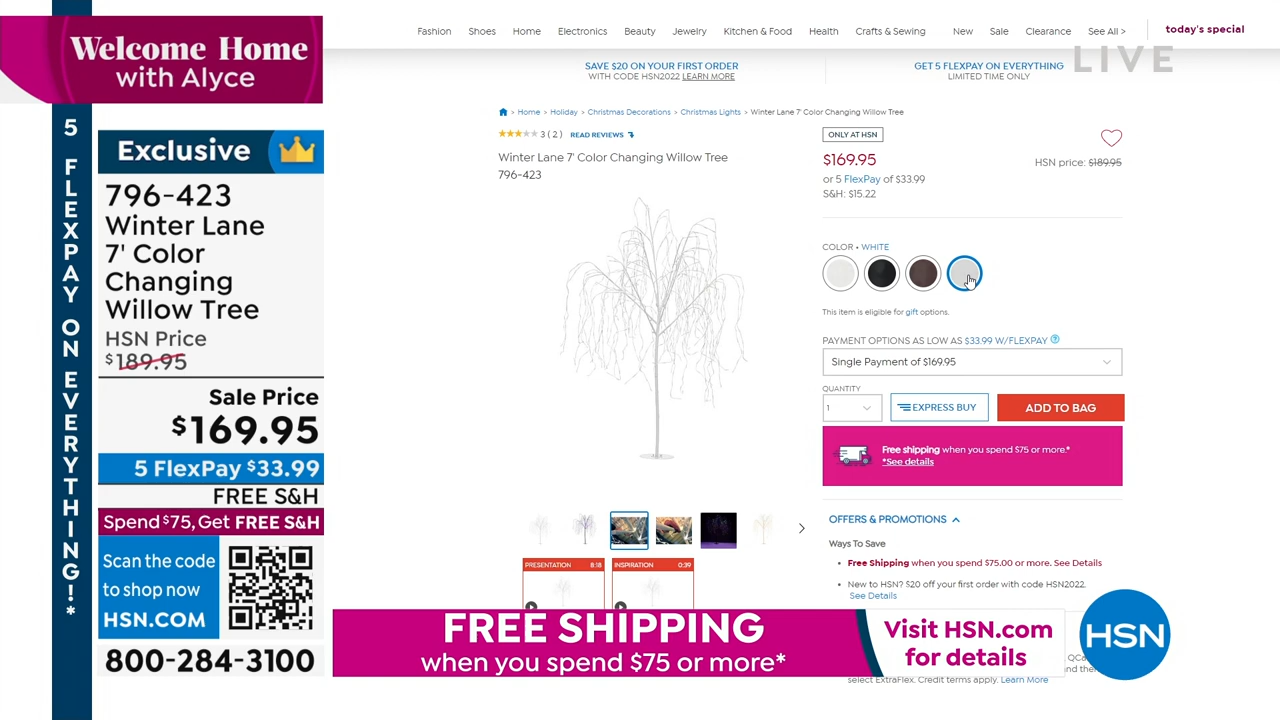 Welcome Home
with Alyce
5 FLEXPAY ON EVERYTHING!*
Exclusive
796-423
Winter Lane
7' Color
Changing
Willow Tree
HSN Price
$189.95
Sale Price
$169.95
5 FlexPay $33.99
FREE S&H
Spend $75, Get FREE S&H
Scan the code
to shop now
HSN.COM
800-284-3100
Fashion Shoes Home Electronics Beauty Jewelry Kitchen & Food Health Crafts & Sewing New Sale Clearance See All > today's special
LIVE
SAVE $20 ON YOUR FIRST ORDER
WITH CODE HSN2022 LEARN MORE
GET 5 FLEXPAY ON EVERYTHING
LIMITED TIME ONLY
> Home > Holiday > Christmas Decorations > Christmas Lights > Winter Lane 7' Color Changing Willow Tree
3 ( 2 ) READ REVIEWS
Winter Lane 7' Color Changing Willow Tree
796-423
ONLY AT HSN
$169.95
HSN price: $189.95
or 5 FlexPay of $33.99
S&H: $15.22
COLOR • WHITE
This item is eligible for gift options.
PAYMENT OPTIONS AS LOW AS $33.99 W/FLEXPAY ?
Single Payment of $169.95
QUANTITY
1
EXPRESS BUY
ADD TO BAG
Free shipping when you spend $75 or more.*
*See details
OFFERS & PROMOTIONS
Ways To Save
• Free Shipping when you spend $75.00 or more. See Details
• New to HSN? $20 off your first order with code HSN2022.
See Details
PRESENTATION 8:18
INSPIRATION 0:39
FREE SHIPPING
when you spend $75 or more*
Visit HSN.com
for details
HSN
select ExtraFlex. Credit terms apply. Learn More